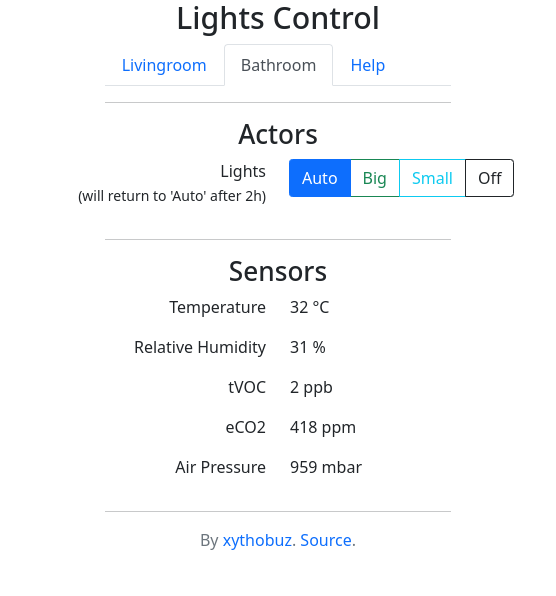 Lights Control
Livingroom Bathroom Help
Actors
Lights Auto Big Small Off
(will return to 'Auto' after 2h)
Sensors
Temperature 32 °C
Relative Humidity 31 %
tVOC 2 ppb
eCO2 418 ppm
Air Pressure 959 mbar
By xythobuz. Source.